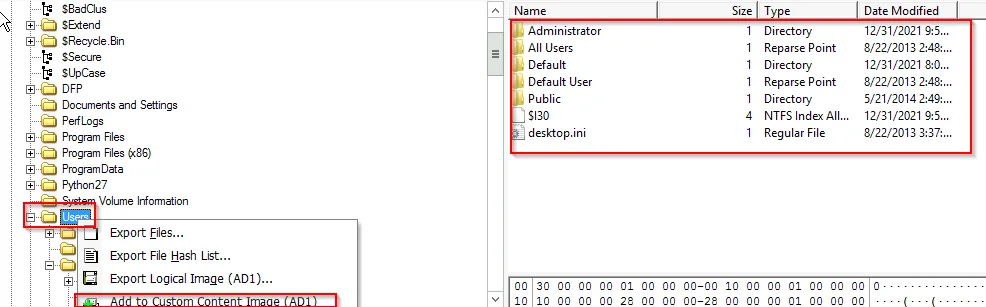 $BadClus
$Extend
$Recycle.Bin
$Secure
$UpCase
DFP
Documents and Settings
PerfLogs
Program Files
Program Files (x86)
ProgramData
Python27
System Volume Information
Users
Export Files...
Export File Hash List...
Export Logical Image (AD1)...
Add to Custom Content Image (AD1)
Name Size Type Date Modified
Administrator 1 Directory 12/31/2021 9:5...
All Users 1 Reparse Point 8/22/2013 2:48:...
Default 1 Directory 12/31/2021 8:0...
Default User 1 Reparse Point 8/22/2013 2:48:...
Public 1 Directory 5/21/2014 2:49:...
$I30 4 NTFS Index All... 12/31/2021 9:5...
desktop.ini 1 Regular File 8/22/2013 3:37:...
00 30 00 00 00 01 00 00 00-00 10 00 00 01 00 00 00
10 10 00 00 00 28 00 00 00-28 00 00 00 01 00 00 00